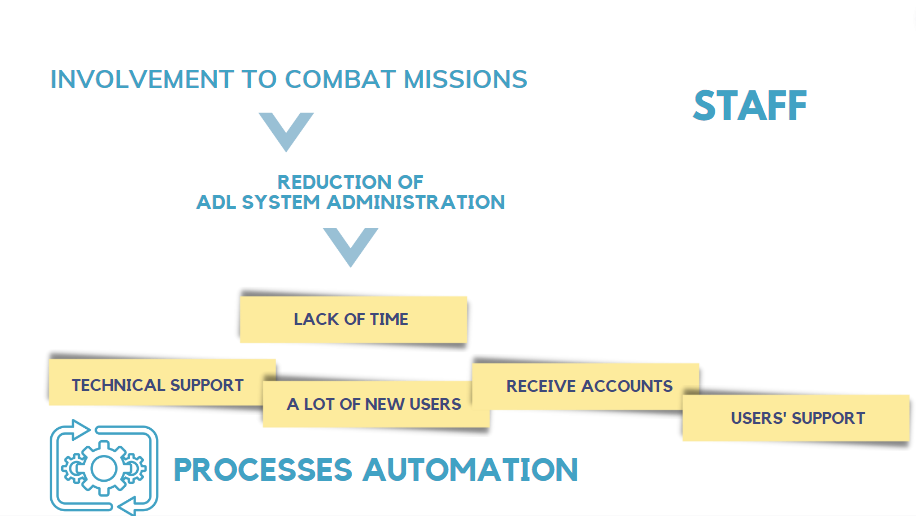 INVOLVEMENT TO COMBAT MISSIONS
STAFF
REDUCTION OF
ADL SYSTEM ADMINISTRATION
LACK OF TIME
TECHNICAL SUPPORT
A LOT OF NEW USERS
RECEIVE ACCOUNTS
USERS' SUPPORT
PROCESSES AUTOMATION